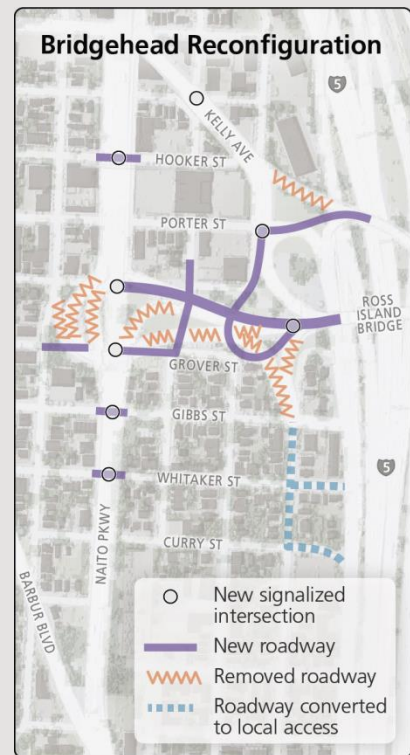 Bridgehead Reconfiguration
5
KELLY AVE
HOOKER ST
PORTER ST
ROSS
ISLAND
BRIDGE
GROVER ST
GIBBS ST
WHITAKER ST
5
NAITO PKWY
CURRY ST
BARBUR BLVD
New signalized
intersection
New roadway
Removed roadway
Roadway converted
to local access